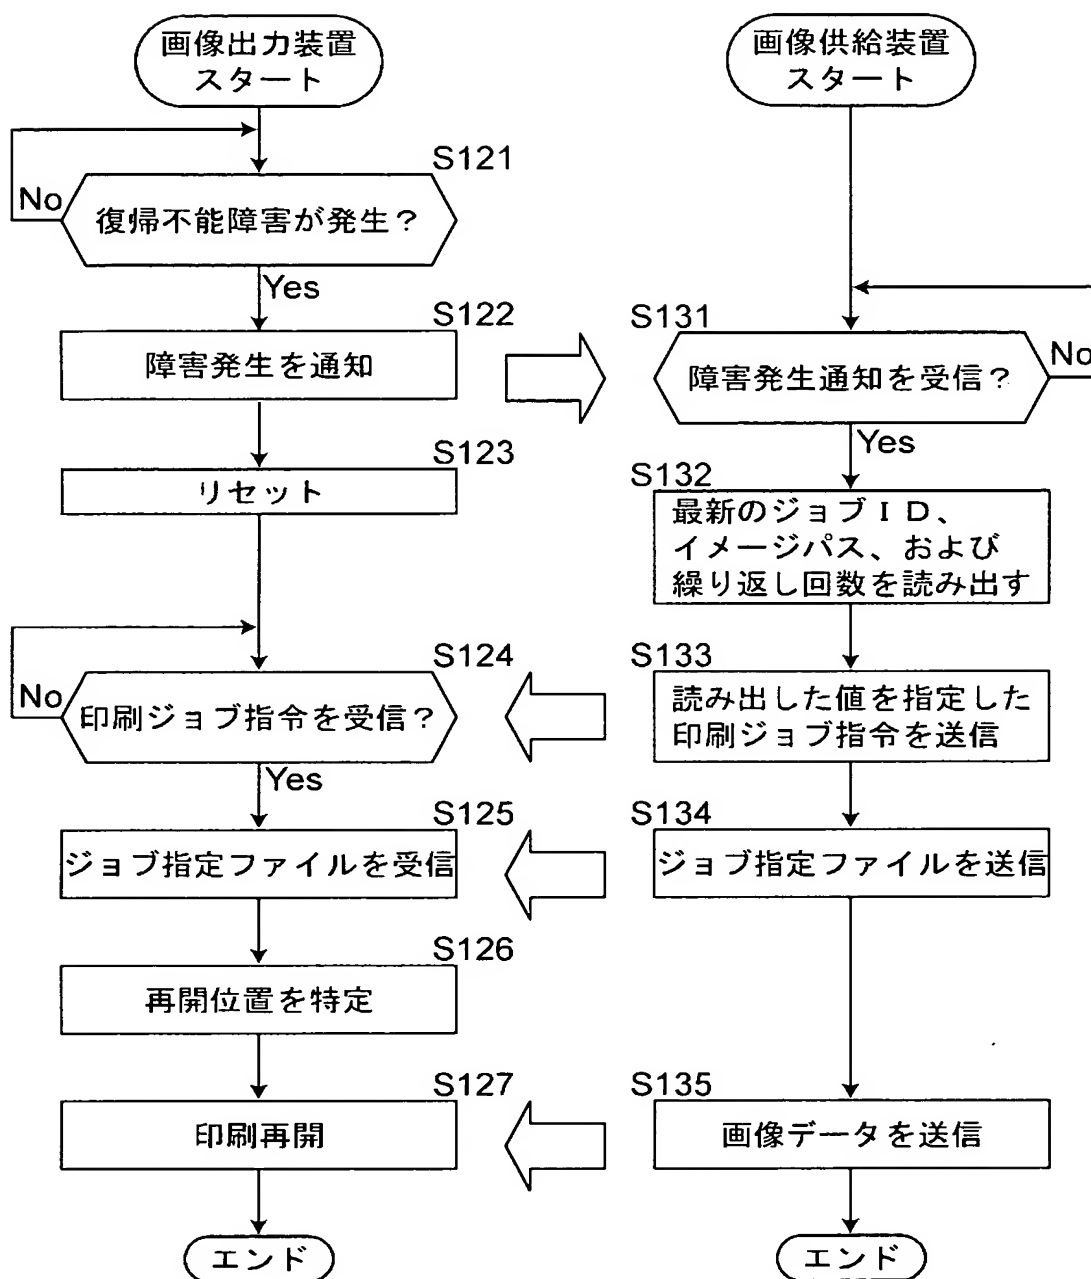 画像出力装置
スタート
S121
No
復帰不能障害が発生？
Yes
S122
障害発生を通知
S123
リセット
S124
No
印刷ジョブ指令を受信？
Yes
S125
ジョブ指定ファイルを受信
S126
再開位置を特定
S127
印刷再開
エンド
画像供給装置
スタート
S131
No
障害発生通知を受信？
Yes
S132
最新のジョブＩＤ、
イメージパス、および
繰り返し回数を読み出す
S133
読み出した値を指定した
印刷ジョブ指令を送信
S134
ジョブ指定ファイルを送信
S135
画像データを送信
エンド